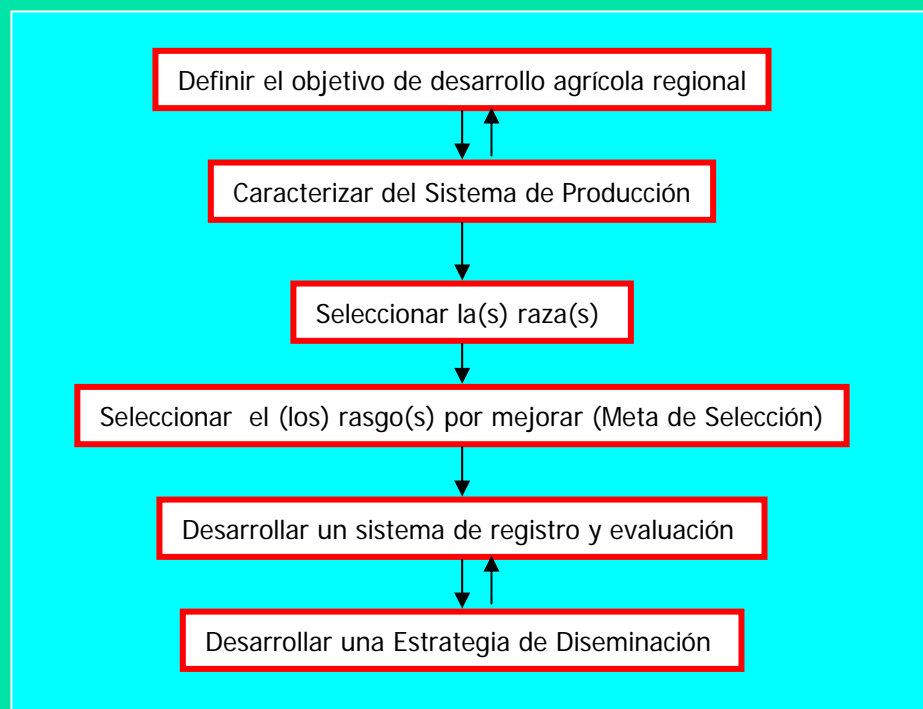 Definir el objetivo de desarrollo agrícola regional
Caracterizar del Sistema de Producción
Seleccionar la(s) raza(s)
Seleccionar el (los) rasgo(s) por mejorar (Meta de Selección)
Desarrollar un sistema de registro y evaluación
Desarrollar una Estrategia de Diseminación